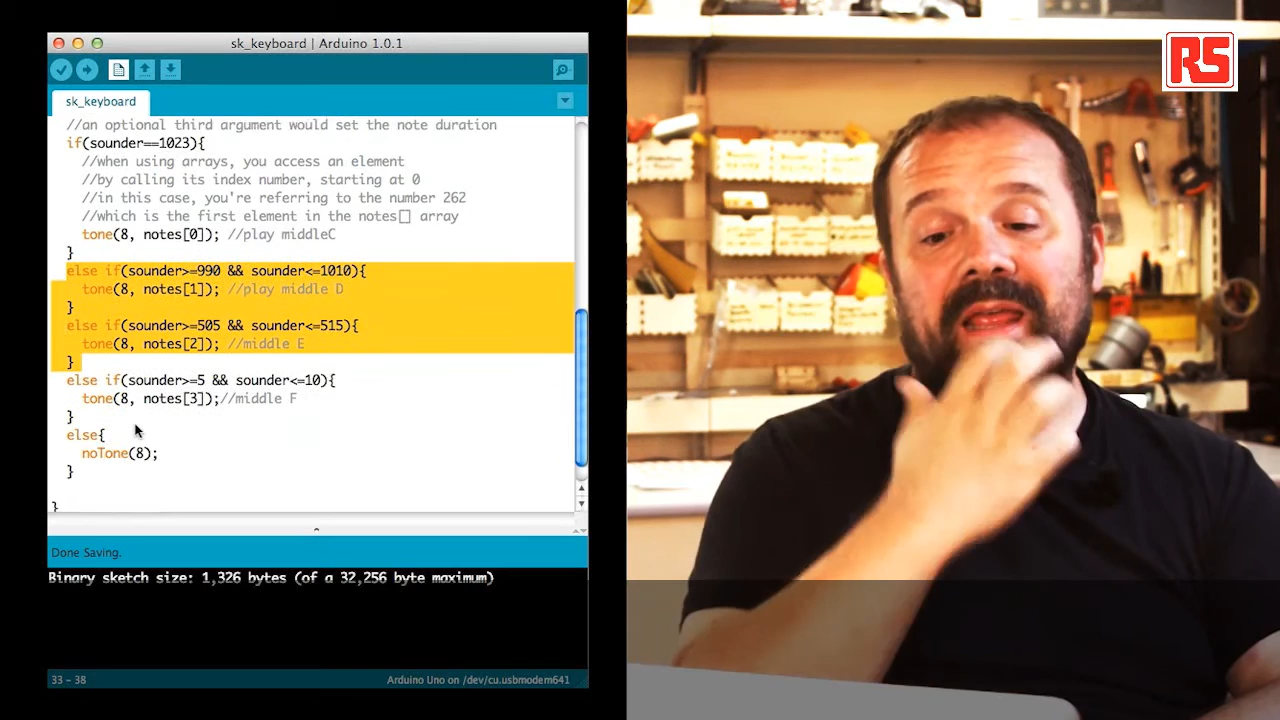 sk_keyboard | Arduino 1.0.1
RS
sk_keyboard
//an optional third argument would set the note duration
if(sounder==1023){
//when using arrays, you access an element
//by calling its index number, starting at 0
//in this case, you're referring to the number 262
//which is the first element in the notes[] array
tone(8, notes[0]); //play middleC
}
else if(sounder>=990 && sounder<=1010){
tone(8, notes[1]); //play middle D
}
else if(sounder>=505 && sounder<=515){
tone(8, notes[2]); //middle E
}
else if(sounder>=5 && sounder<=10){
tone(8, notes[3]);//middle F
}
else{
noTone(8);
}
}
Done Saving.
Binary sketch size: 1,326 bytes (of a 32,256 byte maximum)
33 - 38
Arduino Uno on /dev/cu.usbmodem641